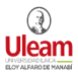 Uleam
UNIVERSIDAD LAICA
ELOY ALFARO DE MANABÍ